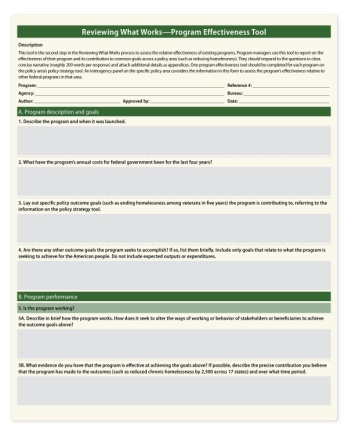 Reviewing What Works—Program Effectiveness Tool
Description
This tool is the second step in the Reviewing What Works process to assess the relative effectiveness of existing programs. Program managers use this tool to report on the
effectiveness of their program and its contribution to common goals across a policy area (such as reducing homelessness). They should respond to the questions in clear,
concise narrative (roughly 200 words per response) and attach additional details as appendices. One program effectiveness tool should be completed for each program on
the policy area's policy strategy tool. An interagency panel on the specific policy area considers the information in this form to assess the program's effectiveness relative to
other federal programs in that area.
Program: Reference #:
Agency: Bureau:
Author: Approved by: Date:
A. Program description and goals
1. Describe the program and when it was launched.
2. What have the program's annual costs for federal government been for the last four years?
3. Lay out specific policy outcome goals (such as ending homelessness among veterans in five years) the program is contributing to, referring to the
information on the policy strategy tool.
4. Are there any other outcome goals the program seeks to accomplish? If so, list them briefly. Include only goals that relate to what the program is
seeking to achieve for the American people. Do not include expected outputs or expenditures.
B. Program performance
5. Is the program working?
3A. Describe in brief how the program works. How does it seek to alter the ways of working or behavior of stakeholders or beneficiaries to achieve
the outcome goals above?
3B. What evidence do you have that the program is effective at achieving the goals above? If possible, describe the precise contribution you believe
that the program has made to the outcomes (such as reduced chronic homelessness by 2,500 across 17 states) and over what time period.